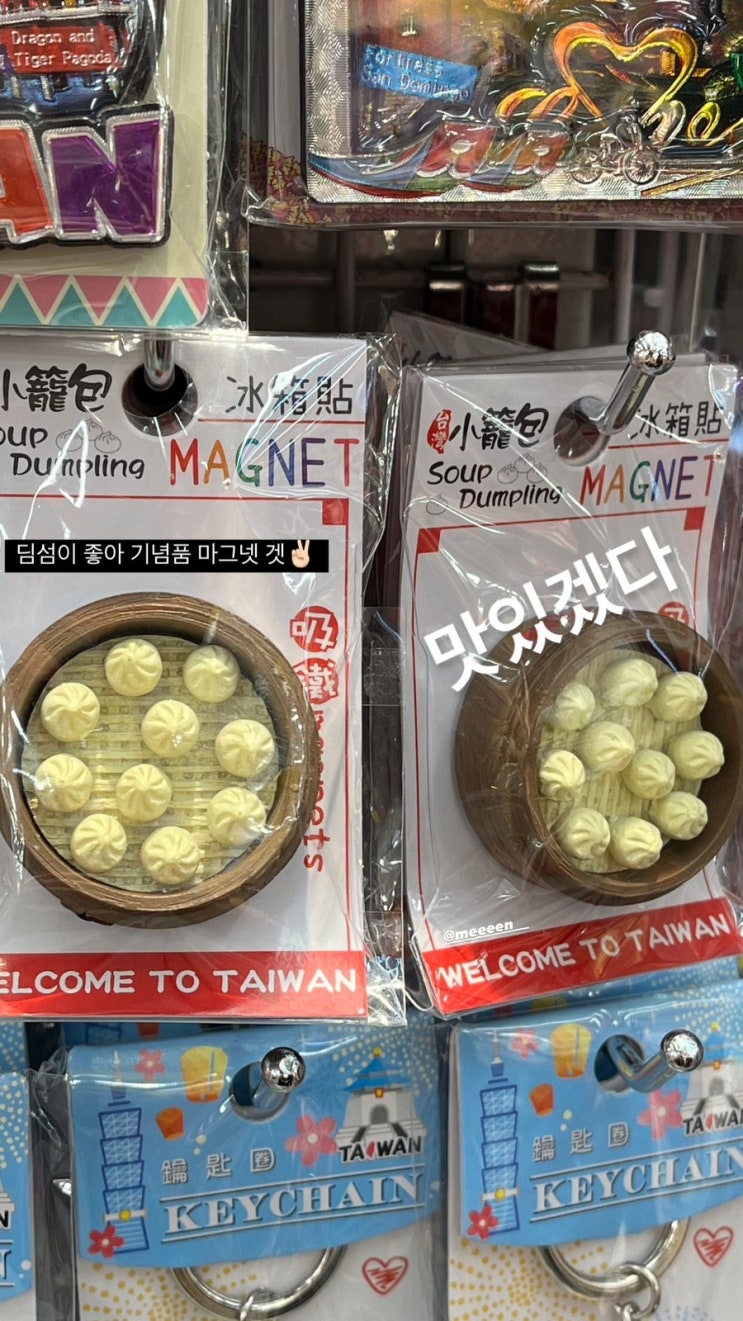 Dragon and
Tiger Pagoda
AN
Fortress
San Domingo
小籠包
冰箱貼
Dumpling
MAGNET
台灣
小籠包
冰箱貼
Soup
Dumpling
MAGNET
딤섬이 좋아 기념품 마그넷 겟✌🏻
맛있겠다
吸鐵
@meeeen
WELCOME TO TAIWAN
WELCOME TO TAIWAN
TAIWAN
鑰匙圈
KEYCHAIN
TAIWAN
鑰匙圈
KEYCHAIN